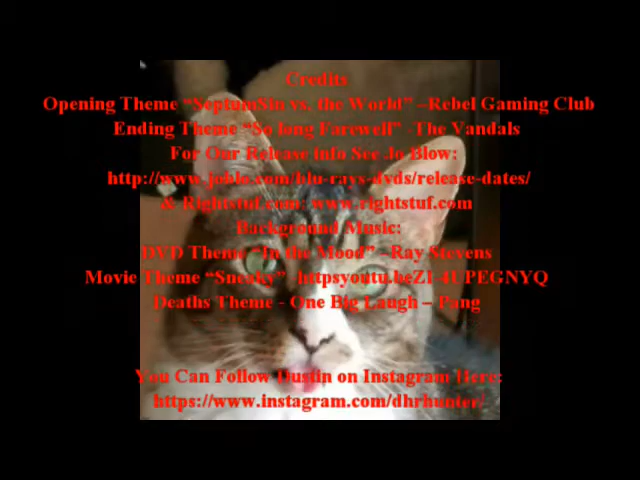 Credits
Opening Theme “SeptumSin vs. the World” –Rebel Gaming Club
Ending Theme “So long Farewell” -The Vandals
For Our Release info See Jo Blow:
http://www.joblo.com/blu-rays-dvds/release-dates/
& Rightstuf.com: www.rightstuf.com
Background Music:
DVD Theme “In the Mood” –Ray Stevens
Movie Theme “Sneaky”
Deaths Theme - One Big Laugh – Pang
You Can Follow Dustin on Instagram Here:
https://www.instagram.com/dhrhunter/